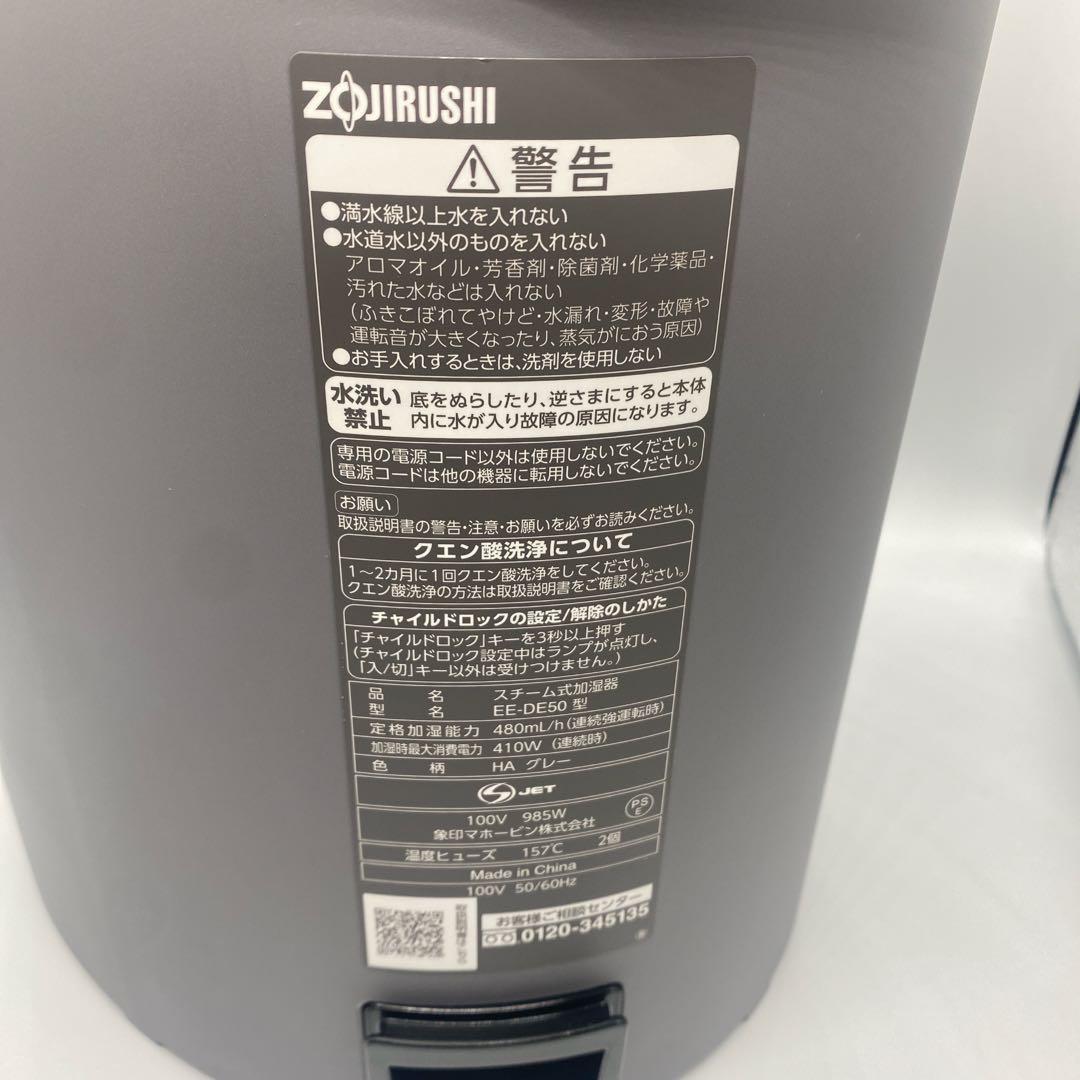 ZOJIRUSHI
警告
●満水線以上水を入れない
●水道水以外のものを入れない
アロマオイル・芳香剤・除菌剤・化学薬品・
汚れた水などは入れない
(ふきこぼれてやけど・水漏れ・変形・故障や
運転音が大きくなったり、蒸気がにおう原因)
●お手入れするときは、洗剤を使用しない
水洗い禁止
底をぬらしたり、逆さまにすると本体
内に水が入り故障の原因になります。
専用の電源コード以外は使用しないでください。
電源コードは他の機器に転用しないでください。
お願い
取扱説明書の警告・注意・お願いを必ずお読みください。
クエン酸洗浄について
1〜2カ月に1回クエン酸洗浄をしてください。
クエン酸洗浄の方法は取扱説明書をご確認ください。
チャイルドロックの設定/解除のしかた
「チャイルドロック」キーを3秒以上押す
(チャイルドロック設定中はランプが点灯し、
「入/切」キー以外は受けつけません。)
品名 スチーム式加湿器
型名 EE-DE50 型
定格加湿能力 480mL/h(連続強運転時)
加湿時最大消費電力 410W (連続時)
色柄 HA グレー
JET
100V 985W
PS E
象印マホービン株式会社
温度ヒューズ 157℃ 2個
Made in China
100V 50/60Hz
お客様ご相談センター
0120-345135